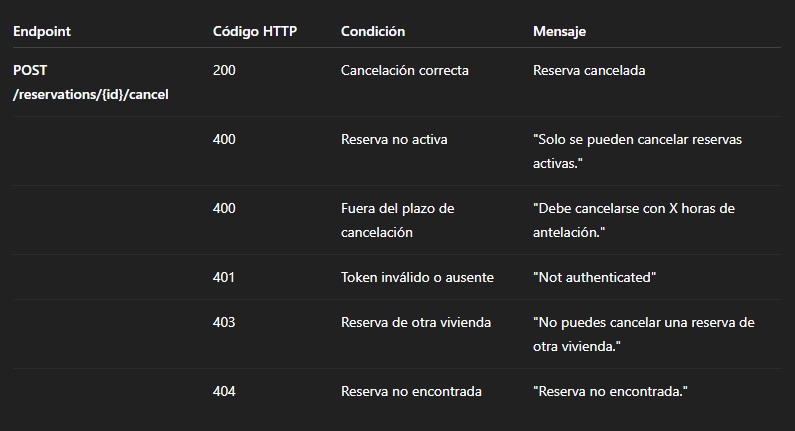 Endpoint Código HTTP Condición Mensaje
POST 200 Cancelación correcta Reserva cancelada
/reservations/{id}/cancel
400 Reserva no activa "Solo se pueden cancelar reservas
activas."
400 Fuera del plazo de "Debe cancelarse con X horas de
cancelación antelación."
401 Token inválido o ausente "Not authenticated"
403 Reserva de otra vivienda "No puedes cancelar una reserva de
otra vivienda."
404 Reserva no encontrada "Reserva no encontrada."